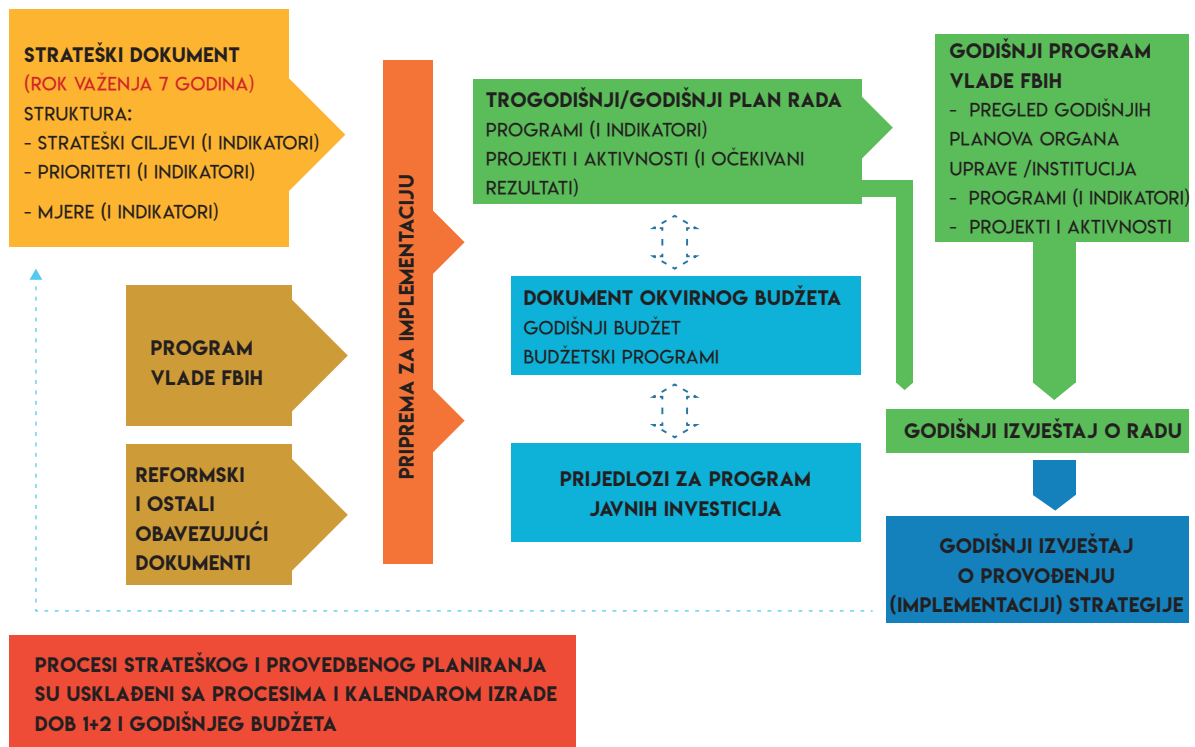 STRATEŠKI DOKUMENT
(ROK VAŽENJA 7 GODINA)
STRUKTURA:
- STRATEŠKI CILJEVI (I INDIKATORI)
- PRIORITETI (I INDIKATORI)
- MJERE (I INDIKATORI)
PROGRAM
VLADE FBIH
REFORMSKI
I OSTALI
OBAVEZUJUĆI
DOKUMENTI
PRIPREMA ZA IMPLEMENTACIJU
TROGODIŠNJI/GODIŠNJI PLAN RADA
PROGRAMI (I INDIKATORI)
PROJEKTI I AKTIVNOSTI (I OČEKIVANI
REZULTATI)
DOKUMENT OKVIRNOG BUDŽETA
GODIŠNJI BUDŽET
BUDŽETSKI PROGRAMI
PRIJEDLOZI ZA PROGRAM
JAVNIH INVESTICIJA
GODIŠNJI PROGRAM
VLADE FBIH
- PREGLED GODIŠNJIH
PLANOVA ORGANA
UPRAVE /INSTITUCIJA
- PROGRAMI (I INDIKATORI)
- PROJEKTI I AKTIVNOSTI
GODIŠNJI IZVJEŠTAJ O RADU
GODIŠNJI IZVJEŠTAJ
O PROVOĐENJU
(IMPLEMENTACIJI) STRATEGIJE
PROCESI STRATEŠKOG I PROVEDBENOG PLANIRANJA
SU USKLAĐENI SA PROCESIMA I KALENDAROM IZRADE
DOB 1+2 I GODIŠNJEG BUDŽETA